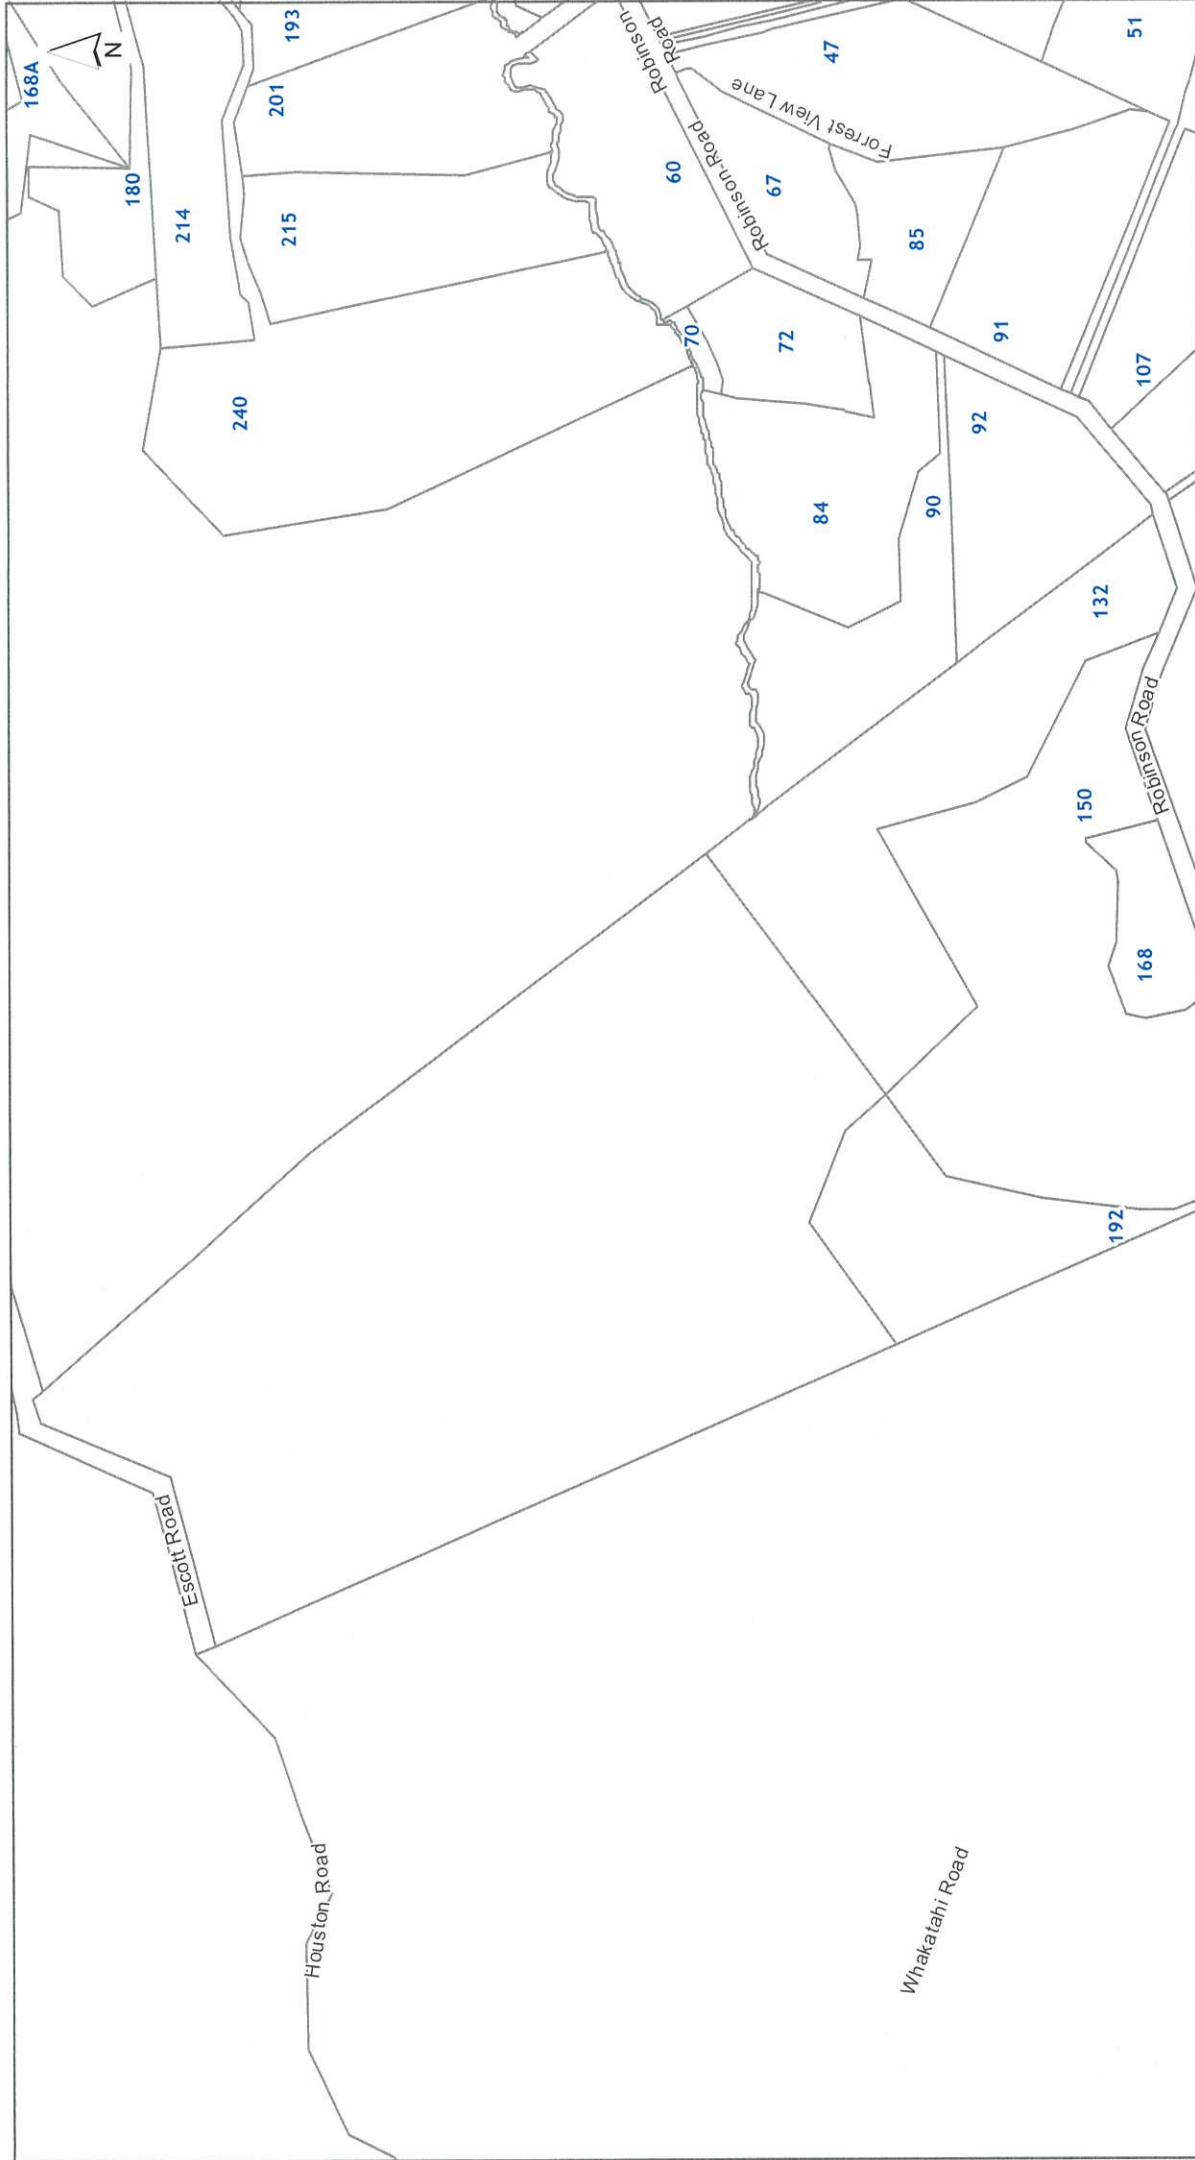 168A
N
193
180
201
214
215
240
Robinson-
Road
47
Forrest View Lane
51
60
Robinson-Road
67
85
70
72
91
107
92
84
90
132
Robinson Road
150
168
192
Escott Road
Houston Road
Whakatahi Road